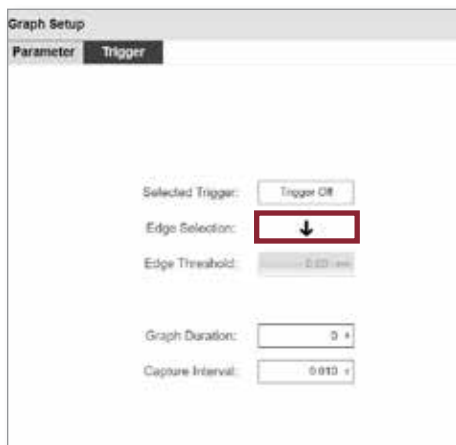 Graph Setup
Parameter Trigger
Selected Trigger: Trigger Off
Edge Selection: ↓
Edge Threshold:
Graph Duration: 0 s
Capture Interval: 0.010 s